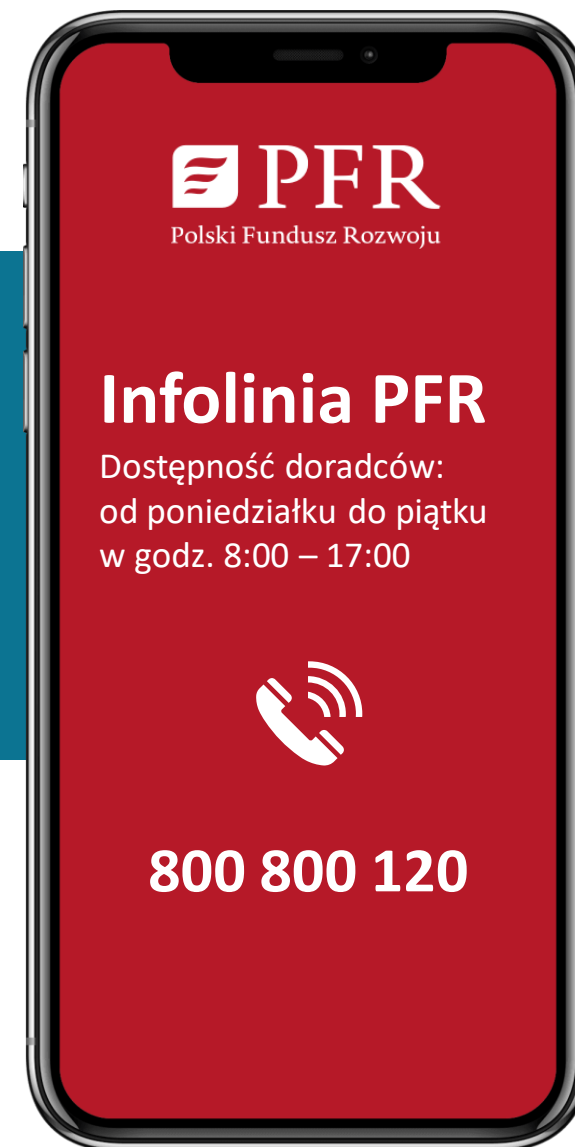 PFR
Polski Fundusz Rozwoju
Infolinia PFR
Dostępność doradców:
od poniedziałku do piątku
w godz. 8:00 – 17:00
800 800 120